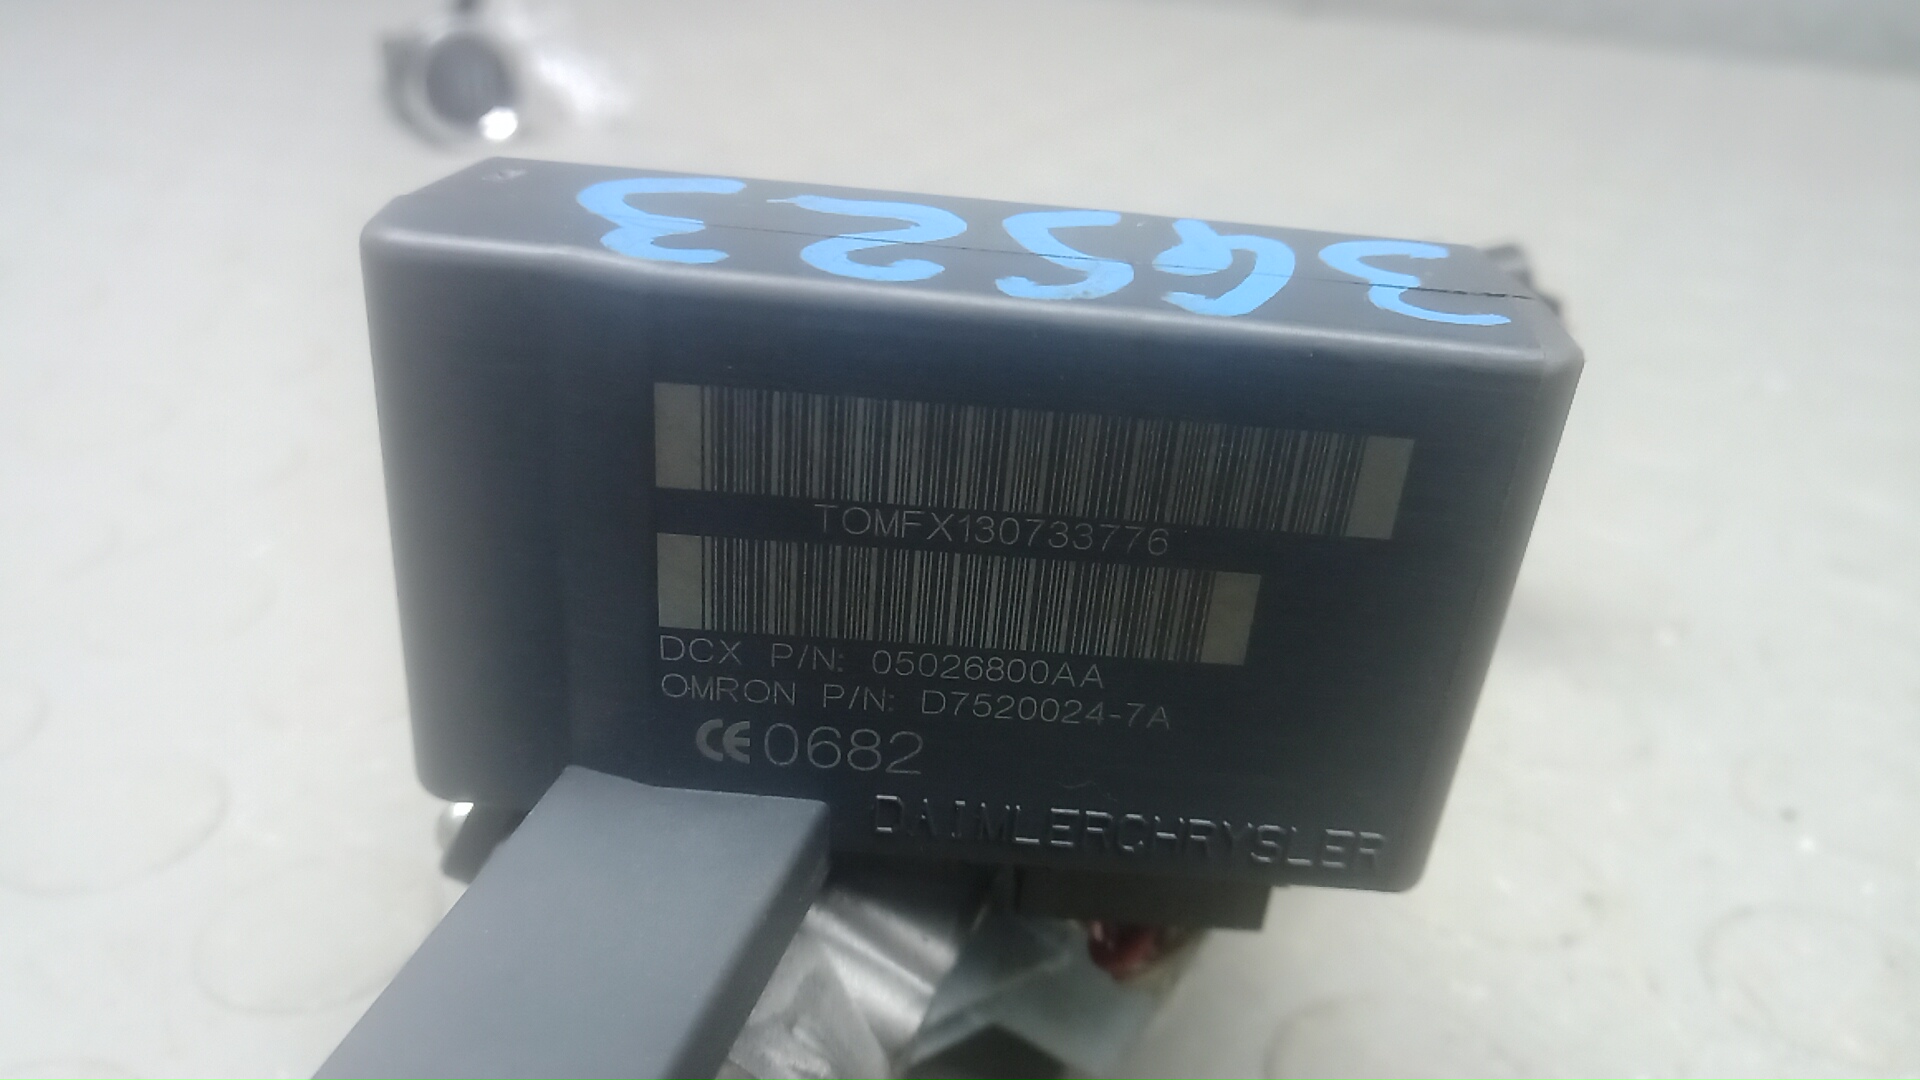 36523
TOMFX130733776
DCX P/N: 05026800AA
OMRON P/N: D7520024-7A
CE 0682
DAIMLERCHRYSLER